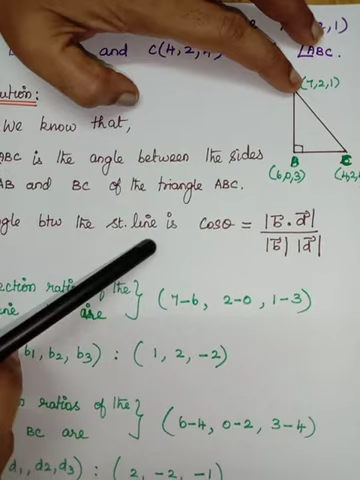 , 1)
and C(4, 2, 4) ∠ABC.
ution:
(7, 2, 1)
We know that,
ABC is the angle between the sides
AB and BC of the triangle ABC.
B
C
(6, 0, 3)
(4, 2, 4
gle btw the st. line is cosθ = |b⃗ . d⃗| / |b⃗| |d⃗|
ection ratios of the
ine are } (7-6, 2-0, 1-3)
b1, b2, b3) : (1, 2, -2)
ratios of the
BC are } (6-4, 0-2, 3-4)
d1, d2, d3) : (2, -2, -1)